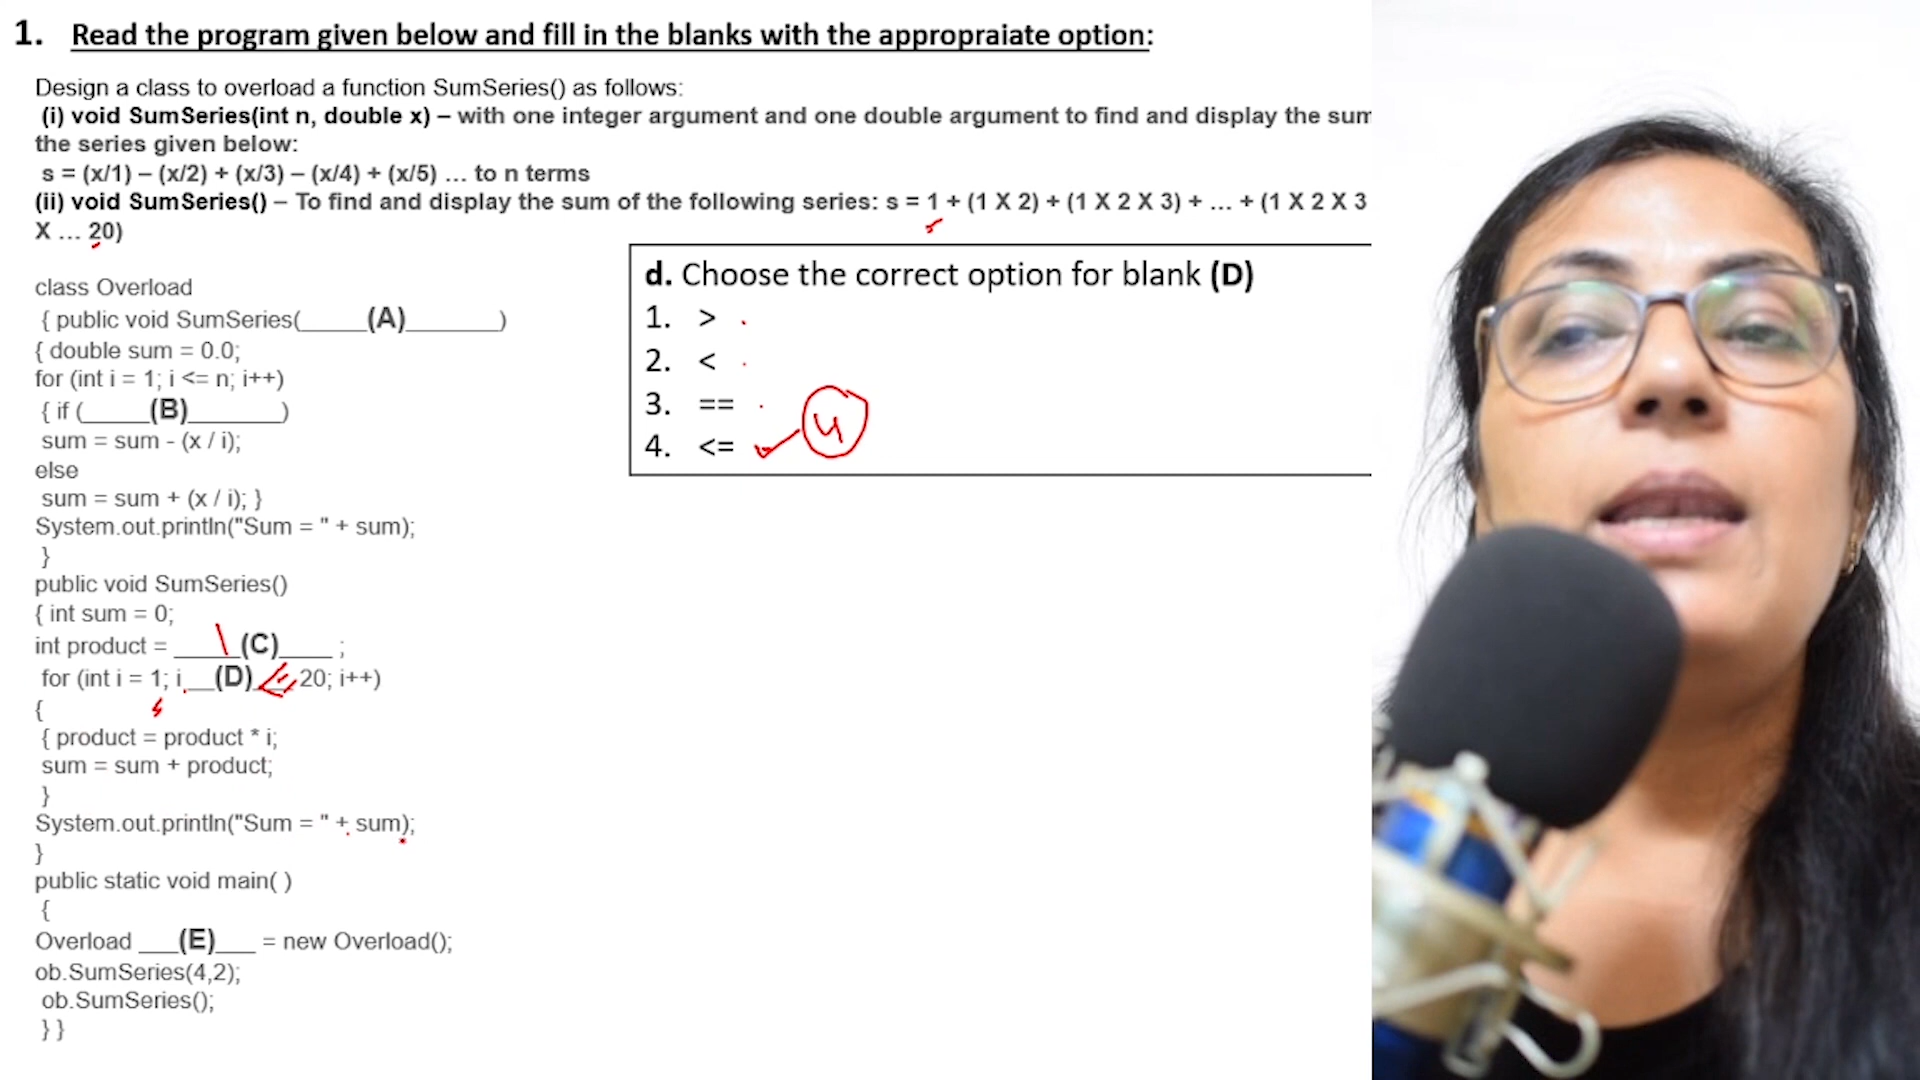 1. Read the program given below and fill in the blanks with the appropraiate option:
Design a class to overload a function SumSeries() as follows:
(i) void SumSeries(int n, double x) – with one integer argument and one double argument to find and display the sum
the series given below:
s = (x/1) – (x/2) + (x/3) – (x/4) + (x/5) … to n terms
(ii) void SumSeries() – To find and display the sum of the following series: s = 1 + (1 X 2) + (1 X 2 X 3) + … + (1 X 2 X 3
X … 20)
class Overload
{ public void SumSeries(_____(A)_______)
{ double sum = 0.0;
for (int i = 1; i <= n; i++)
{ if (_____(B)_______)
sum = sum - (x / i);
else
sum = sum + (x / i); }
System.out.println("Sum = " + sum);
}
public void SumSeries()
{ int sum = 0;
int product = _____\(C)____ ;
for (int i = 1; i __(D) <= 20; i++)
{
{ product = product * i;
sum = sum + product;
}
System.out.println("Sum = " + sum);
}
public static void main( )
{
Overload ___(E)___ = new Overload();
ob.SumSeries(4,2);
ob.SumSeries();
} }
d. Choose the correct option for blank (D)
1. >
2. <
3. ==
4. <=
4